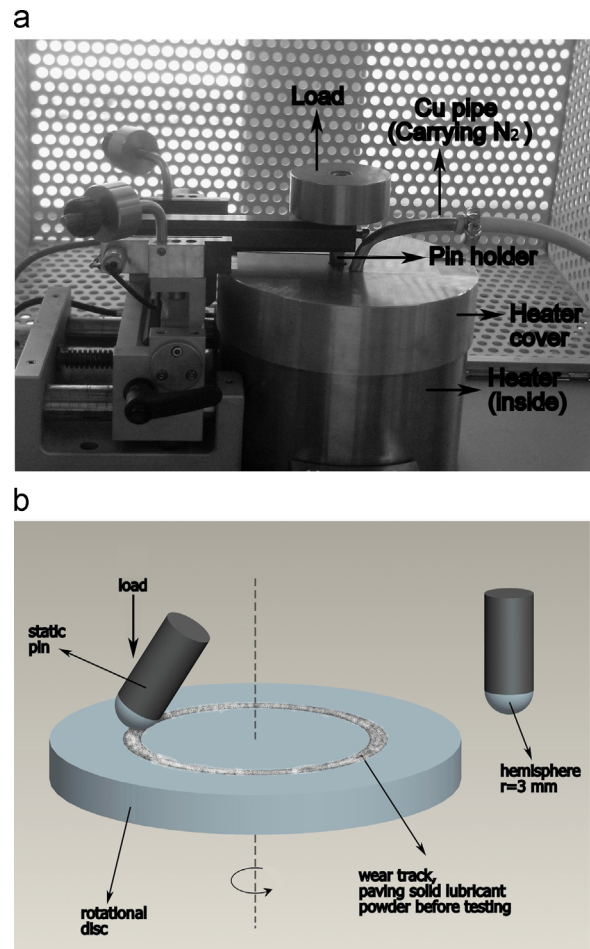 a
Load
Cu pipe
(Carrying N2)
Pin holder
Heater
cover
Heater
(inside)
b
load
static
pin
hemisphere
r=3 mm
wear track,
paving solid lubricant
powder before testing
rotational
disc